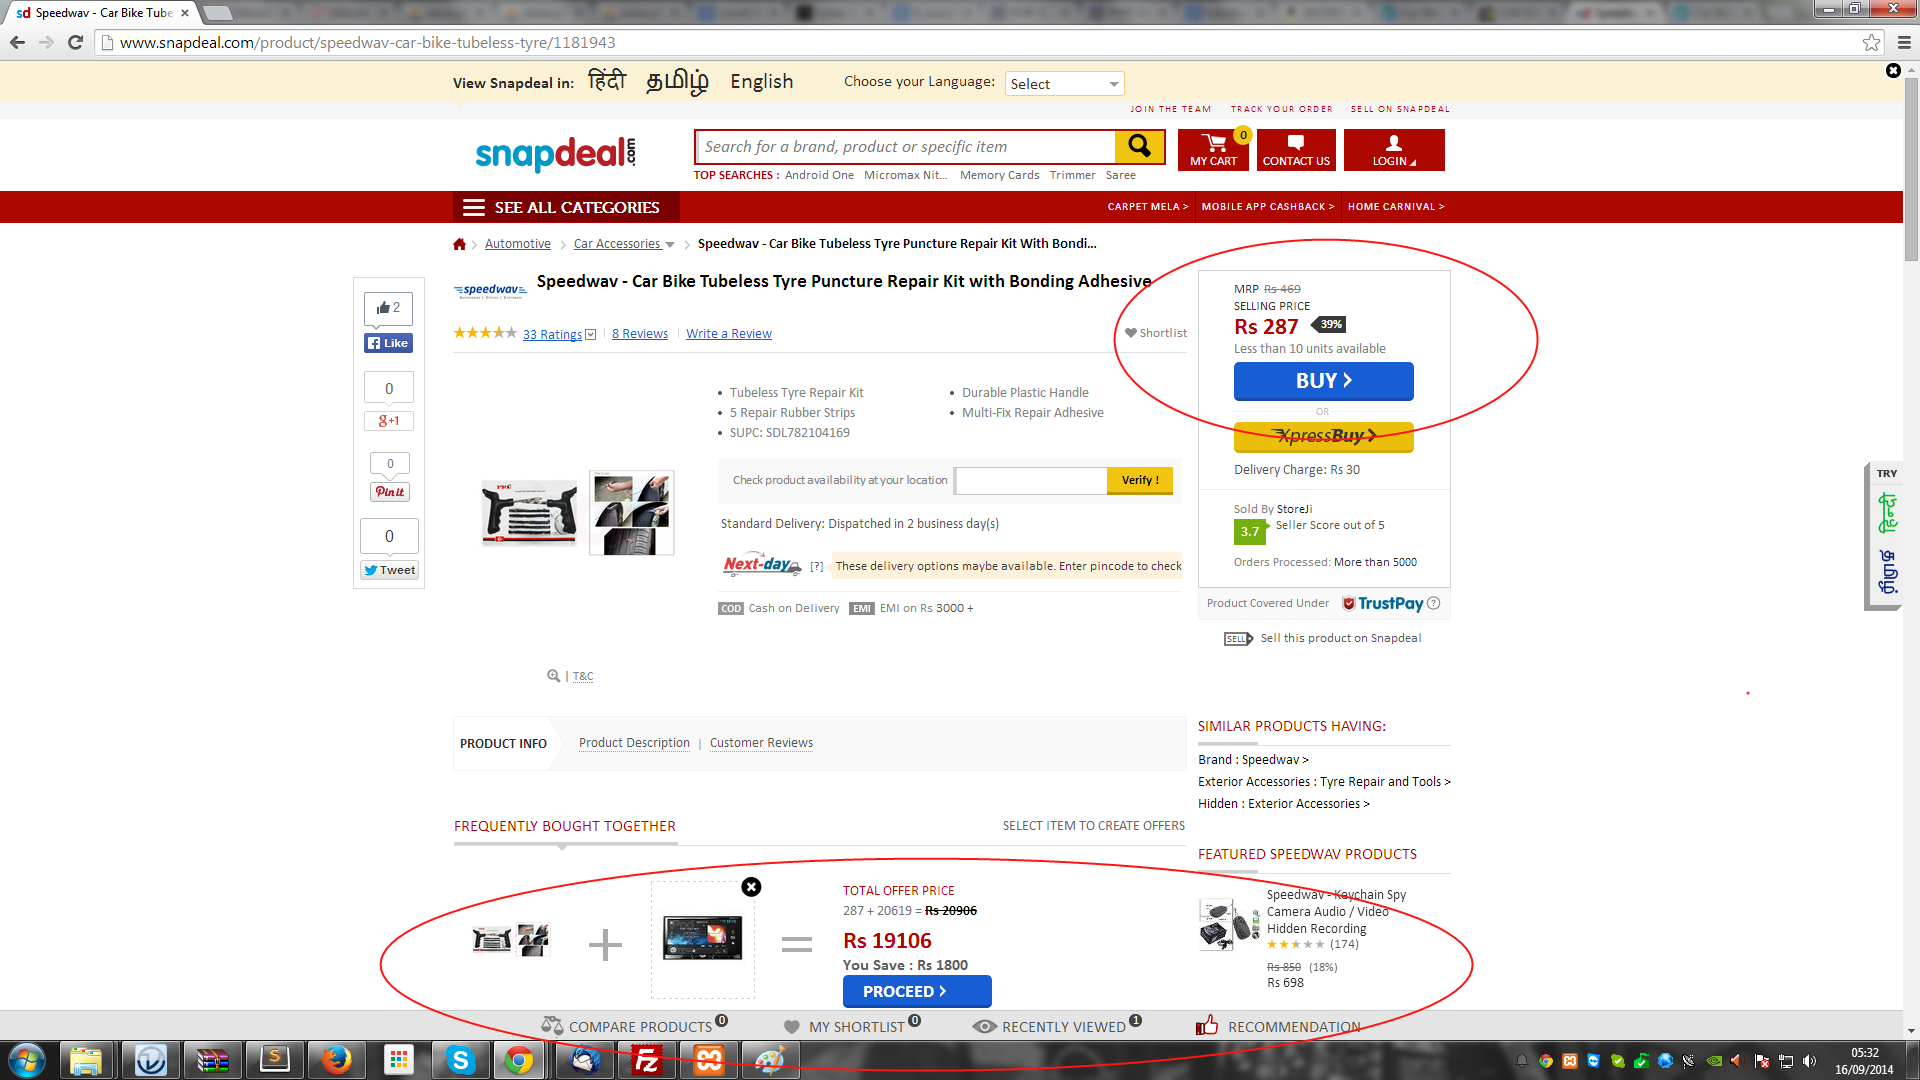 sd Speedwav - Car Bike Tube
www.snapdeal.com/product/speedwav-car-bike-tubeless-tyre/1181943
View Snapdeal in: हिंदी தமிழ் English Choose your Language: Select
JOIN THE TEAM TRACK YOUR ORDER SELL ON SNAPDEAL
snapdeal.com
Search for a brand, product or specific item
0
MY CART
CONTACT US
LOGIN
TOP SEARCHES : Android One Micromax Nit... Memory Cards Trimmer Saree
SEE ALL CATEGORIES
CARPET MELA > MOBILE APP CASHBACK > HOME CARNIVAL >
Automotive Car Accessories Speedwav - Car Bike Tubeless Tyre Puncture Repair Kit With Bondi...
2
Like
0
g+1
0
Pin it
0
Tweet
speedwav
Speedwav - Car Bike Tubeless Tyre Puncture Repair Kit with Bonding Adhesive
33 Ratings 8 Reviews Write a Review
Shortlist
Tubeless Tyre Repair Kit
5 Repair Rubber Strips
SUPC: SDL782104169
Durable Plastic Handle
Multi-Fix Repair Adhesive
Check product availability at your location Verify !
Standard Delivery: Dispatched in 2 business day(s)
Next-day [?] These delivery options maybe available. Enter pincode to check
COD Cash on Delivery EMI EMI on Rs 3000 +
| T&C
MRP Rs 469
SELLING PRICE
Rs 287 39%
Less than 10 units available
BUY >
OR
XpressBuy >
Delivery Charge: Rs 30
Sold By StoreJi
3.7 Seller Score out of 5
Orders Processed: More than 5000
Product Covered Under TrustPay ?
SELL Sell this product on Snapdeal
TRY
हिन्दी
தமிழ்
PRODUCT INFO Product Description | Customer Reviews
SIMILAR PRODUCTS HAVING:
Brand : Speedwav >
Exterior Accessories : Tyre Repair and Tools >
Hidden : Exterior Accessories >
FREQUENTLY BOUGHT TOGETHER SELECT ITEM TO CREATE OFFERS
TOTAL OFFER PRICE
287 + 20619 = Rs 20906
Rs 19106
You Save : Rs 1800
PROCEED >
FEATURED SPEEDWAV PRODUCTS
Speedwav - Keychain Spy
Camera Audio / Video
Hidden Recording
(174)
Rs 850 (18%)
Rs 698
COMPARE PRODUCTS 0 MY SHORTLIST 0 RECENTLY VIEWED 1 RECOMMENDATION
05:32
16/09/2014